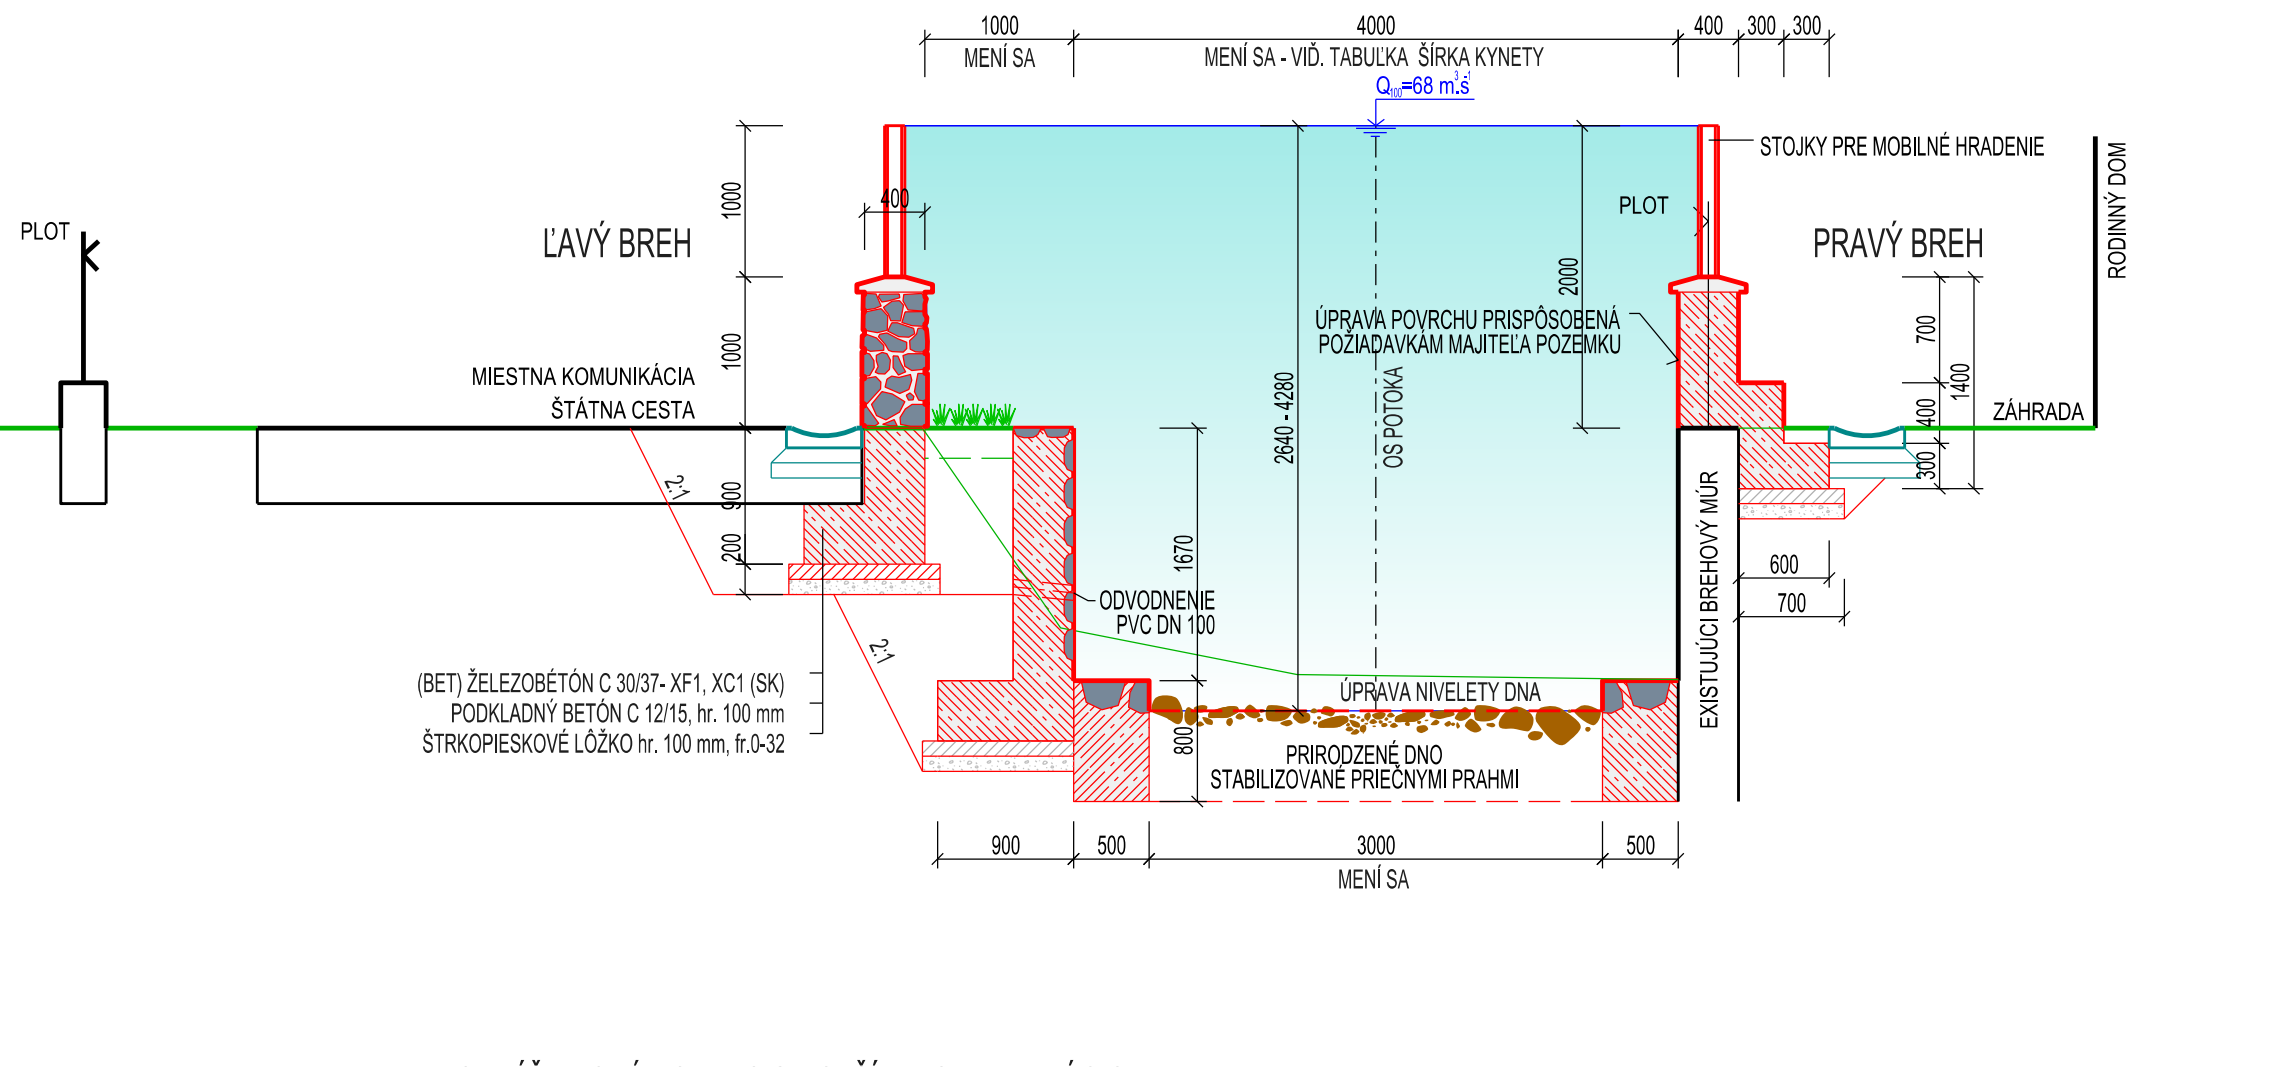 1000
4000
400
300
300
MENÍ SA
MENÍ SA - VIĎ. TABUĽKA ŠÍRKA KYNETY
Q100=68 m³.s⁻¹
STOJKY PRE MOBILNÉ HRADENIE
RODINNÝ DOM
PLOT
PLOT
ĽAVÝ BREH
PRAVÝ BREH
1000
400
2000
ÚPRAVA POVRCHU PRISPÔSOBENÁ
POŽIADAVKÁM MAJITEĽA POZEMKU
700
1400
400
300
1000
MIESTNA KOMUNIKÁCIA
ŠTÁTNA CESTA
2640 - 4280
OS POTOKA
ZÁHRADA
2:1
900
200
1670
EXISTUJÚCI BREHOVÝ MÚR
600
700
ODVODNENIE
PVC DN 100
2:1
(BET) ŽELEZOBÉTÓN C 30/37- XF1, XC1 (SK)
PODKLADNÝ BETÓN C 12/15, hr. 100 mm
ŠTRKOPIESKOVÉ LÔŽKO hr. 100 mm, fr.0-32
ÚPRAVA NIVELETY DNA
800
PRIRODZENÉ DNO
STABILIZOVANÉ PRIEČNYMI PRAHMI
900
500
3000
500
MENÍ SA